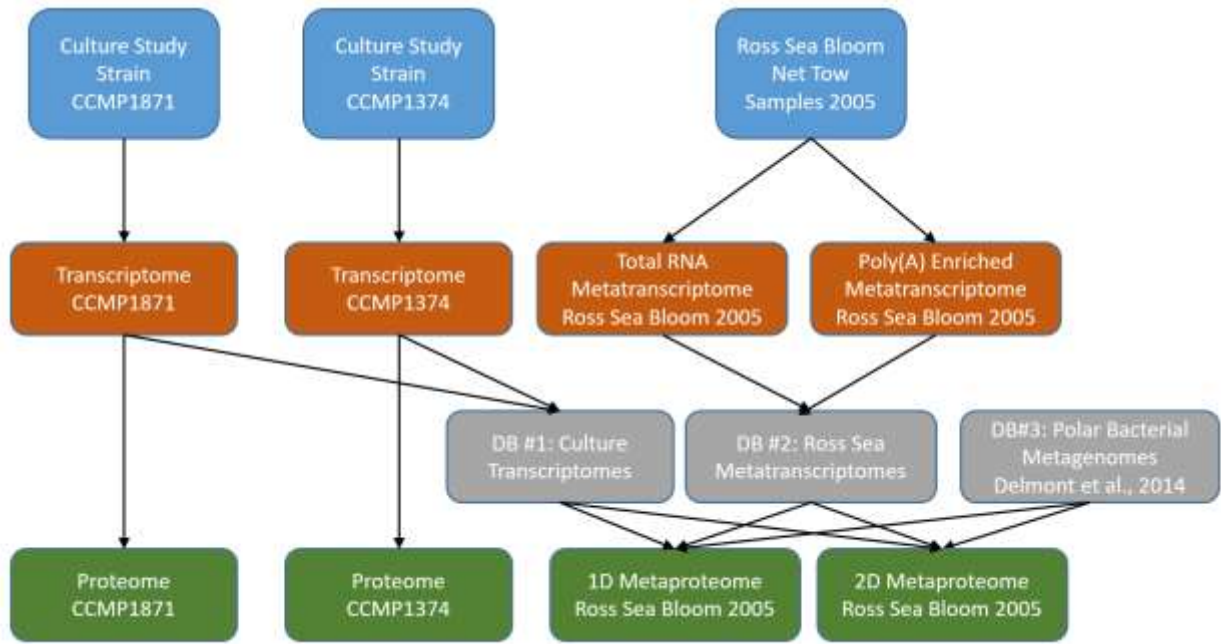 Culture Study
Strain
CCMP1871
Culture Study
Strain
CCMP1374
Ross Sea Bloom
Net Tow
Samples 2005
Transcriptome
CCMP1871
Transcriptome
CCMP1374
Total RNA
Metatranscriptome
Ross Sea Bloom 2005
Poly(A) Enriched
Metatranscriptome
Ross Sea Bloom 2005
DB #1: Culture
Transcriptomes
DB #2: Ross Sea
Metatranscriptomes
DB#3: Polar Bacterial
Metagenomes
Delmont et al., 2014
Proteome
CCMP1871
Proteome
CCMP1374
1D Metaproteome
Ross Sea Bloom 2005
2D Metaproteome
Ross Sea Bloom 2005